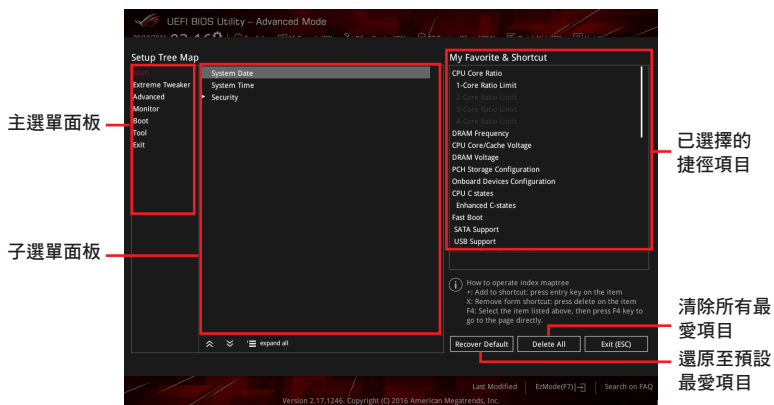 UEFI BIOS Utility – Advanced Mode
Setup Tree Map
Main
Extreme Tweaker
Advanced
Monitor
Boot
Tool
Exit
System Date
System Time
Security
expand all
My Favorite & Shortcut
CPU Core Ratio
1-Core Ratio Limit
2-Core Ratio Limit
3-Core Ratio Limit
4-Core Ratio Limit
DRAM Frequency
CPU Core/Cache Voltage
DRAM Voltage
PCH Storage Configuration
Onboard Devices Configuration
CPU C states
Enhanced C-states
Fast Boot
SATA Support
USB Support
How to operate index maptree
+: Add to shortcut: press entry key on the item
X: Remove form shortcut: press delete on the item
F4: Select the item listed above, then press F4 key to
go to the page directly.
Recover Default
Delete All
Exit (ESC)
Last Modified
EzMode(F7)
Search on FAQ
Version 2.17.1246. Copyright (C) 2016 American Megatrends, Inc.
主選單面板
子選單面板
已選擇的
捷徑項目
清除所有最
愛項目
還原至預設
最愛項目